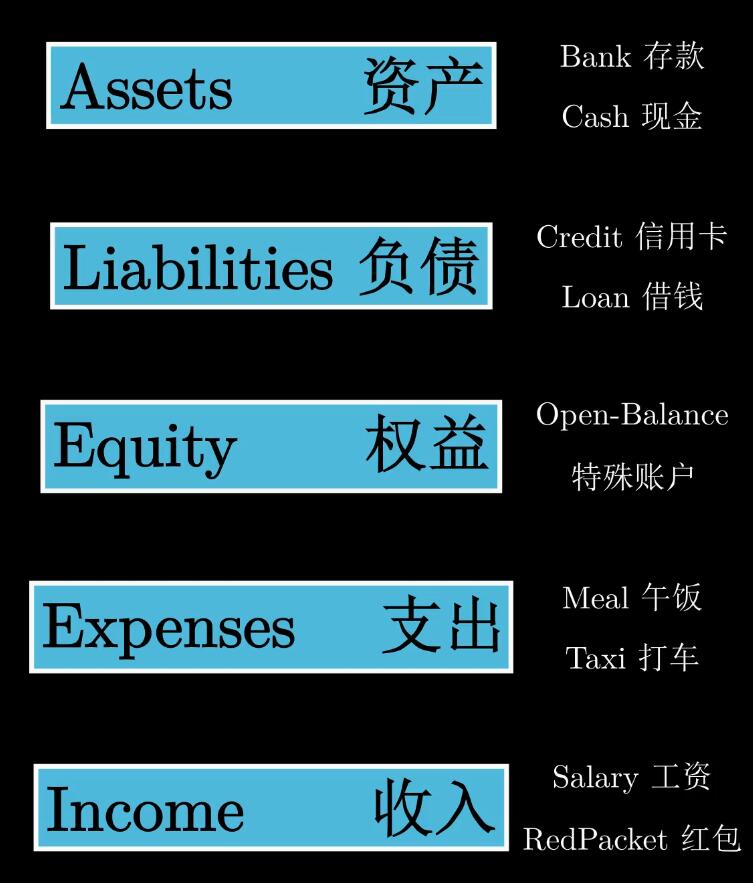 Assets 资产
Bank 存款
Cash 现金
Liabilities 负债
Credit 信用卡
Loan 借钱
Equity 权益
Open-Balance
特殊账户
Expenses 支出
Meal 午饭
Taxi 打车
Income 收入
Salary 工资
RedPacket 红包